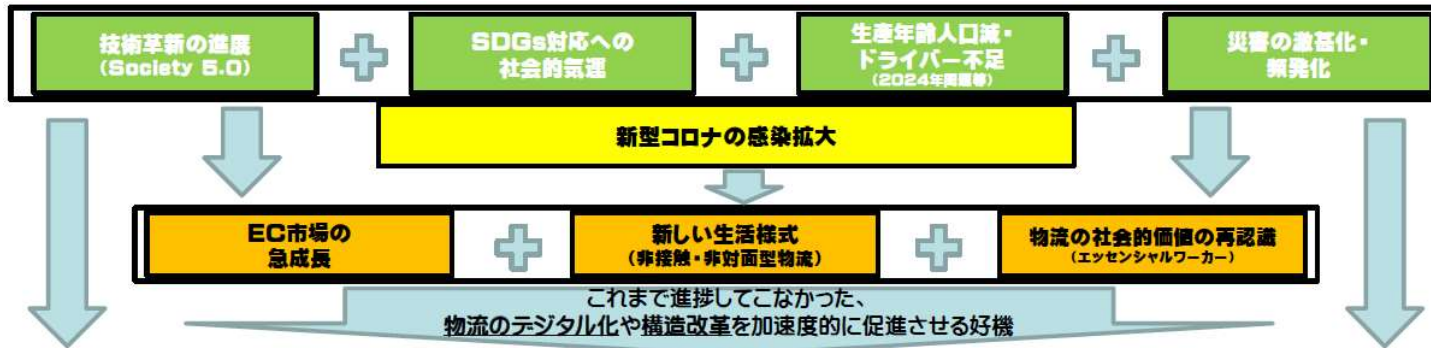 技術革新の進展
(Society 5.0)
SDGs対応への
社会的気運
生産年齢人口減・
ドライバー不足
(2024年問題等)
災害の激甚化・
頻発化
新型コロナの感染拡大
EC市場の
急成長
新しい生活様式
(非接触・非対面型物流)
物流の社会的価値の再認識
(エッセンシャルワーカー)
これまで進捗してこなかった、
物流のデジタル化や構造改革を加速度的に促進させる好機